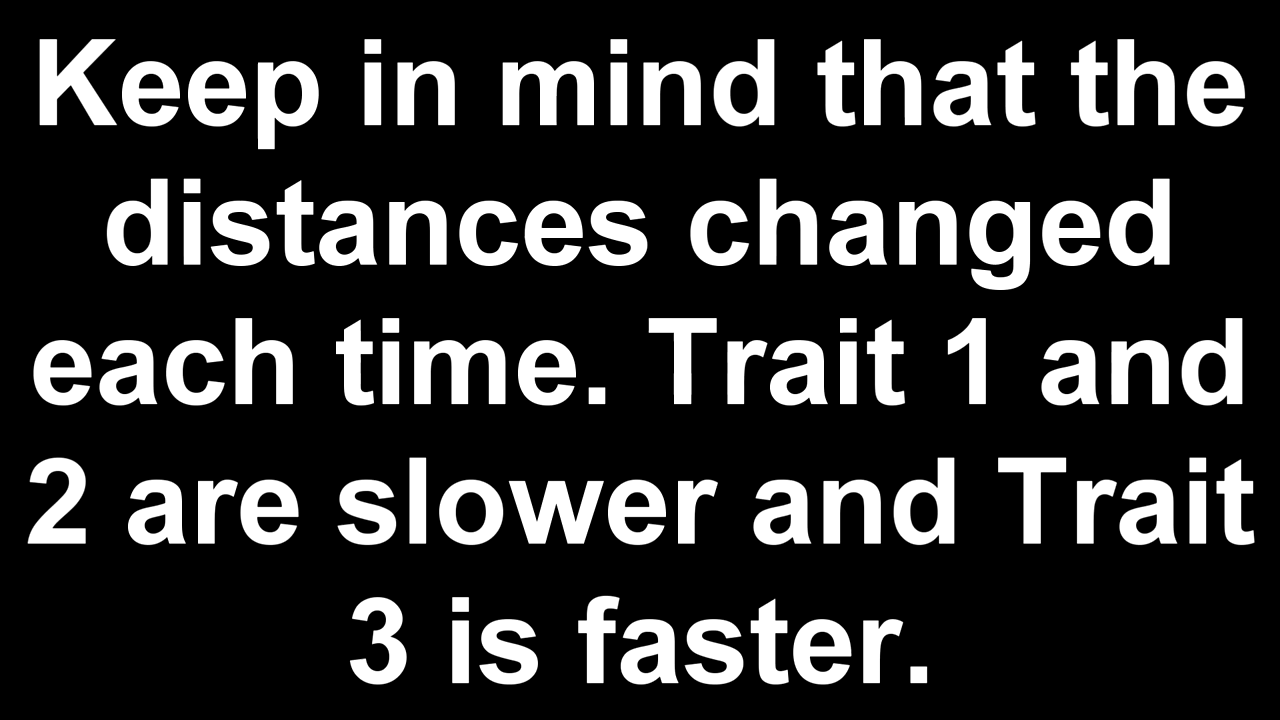 Keep in mind that the
distances changed
each time. Trait 1 and
2 are slower and Trait
3 is faster.